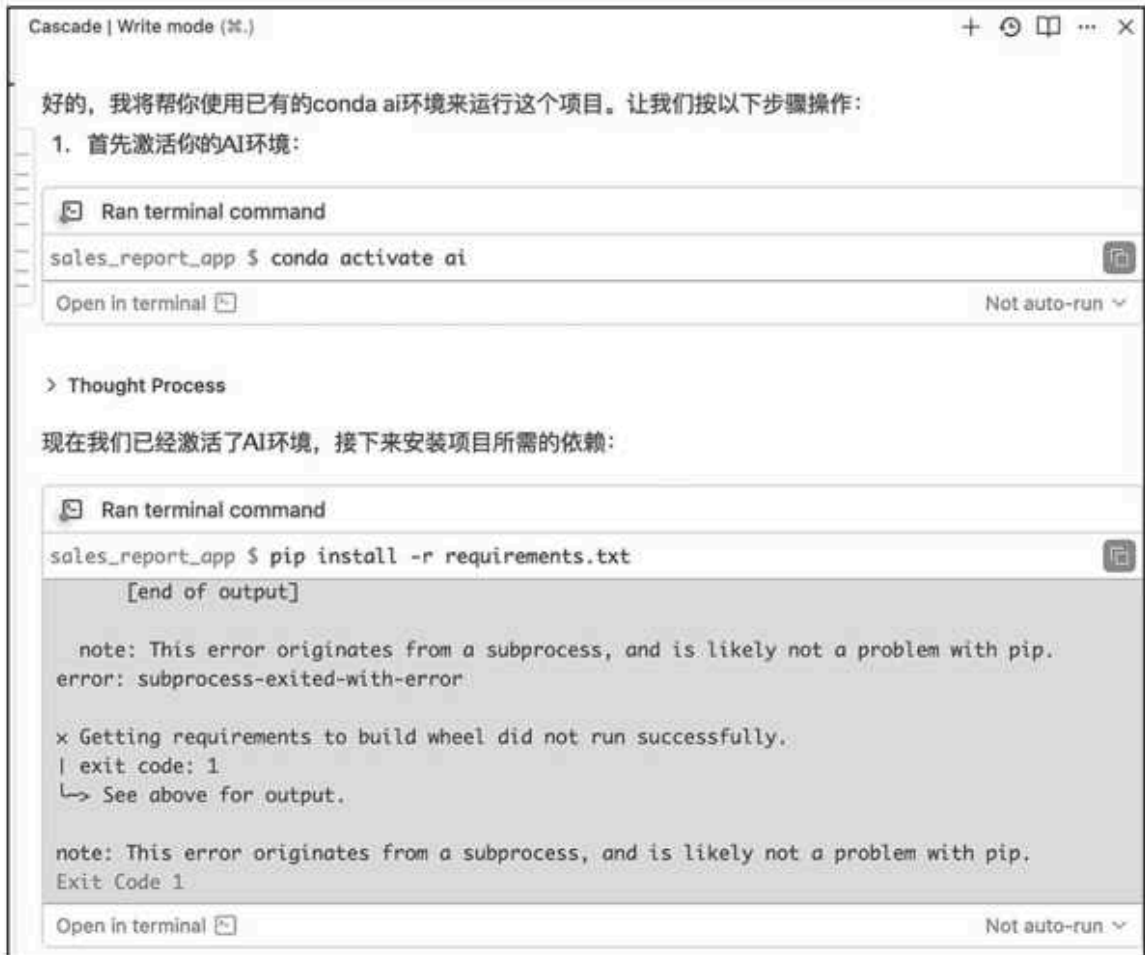 Cascade | Write mode (⌘.)
好的，我将帮你使用已有的conda ai环境来运行这个项目。让我们按以下步骤操作：
1. 首先激活你的AI环境：
Ran terminal command
sales_report_app $ conda activate ai
Open in terminal
Not auto-run
> Thought Process
现在我们已经激活了AI环境，接下来安装项目所需的依赖：
Ran terminal command
sales_report_app $ pip install -r requirements.txt
[end of output]
note: This error originates from a subprocess, and is likely not a problem with pip.
error: subprocess-exited-with-error
× Getting requirements to build wheel did not run successfully.
| exit code: 1
╰─> See above for output.
note: This error originates from a subprocess, and is likely not a problem with pip.
Exit Code 1
Open in terminal
Not auto-run